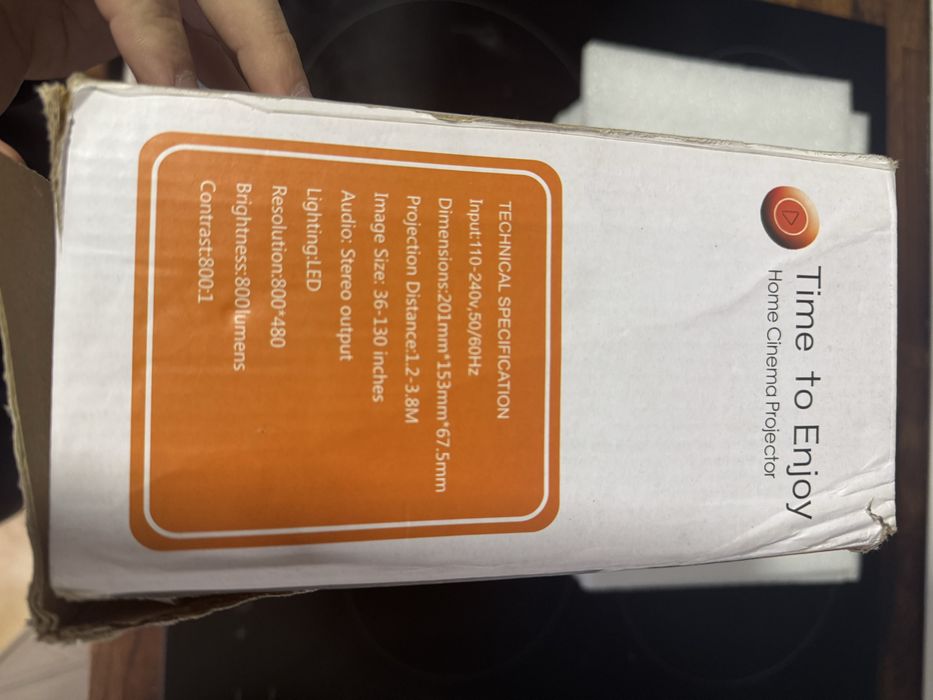 Time to Enjoy
Home Cinema Projector
TECHNICAL SPECIFICATION
Input:110-240v,50/60Hz
Dimensions:201mm*153mm*67.5mm
Projection Distance:1.2-3.8M
Image Size: 36-130 inches
Audio: Stereo output
Lighting:LED
Resolution:800*480
Brightness:800lumens
Contrast:800:1